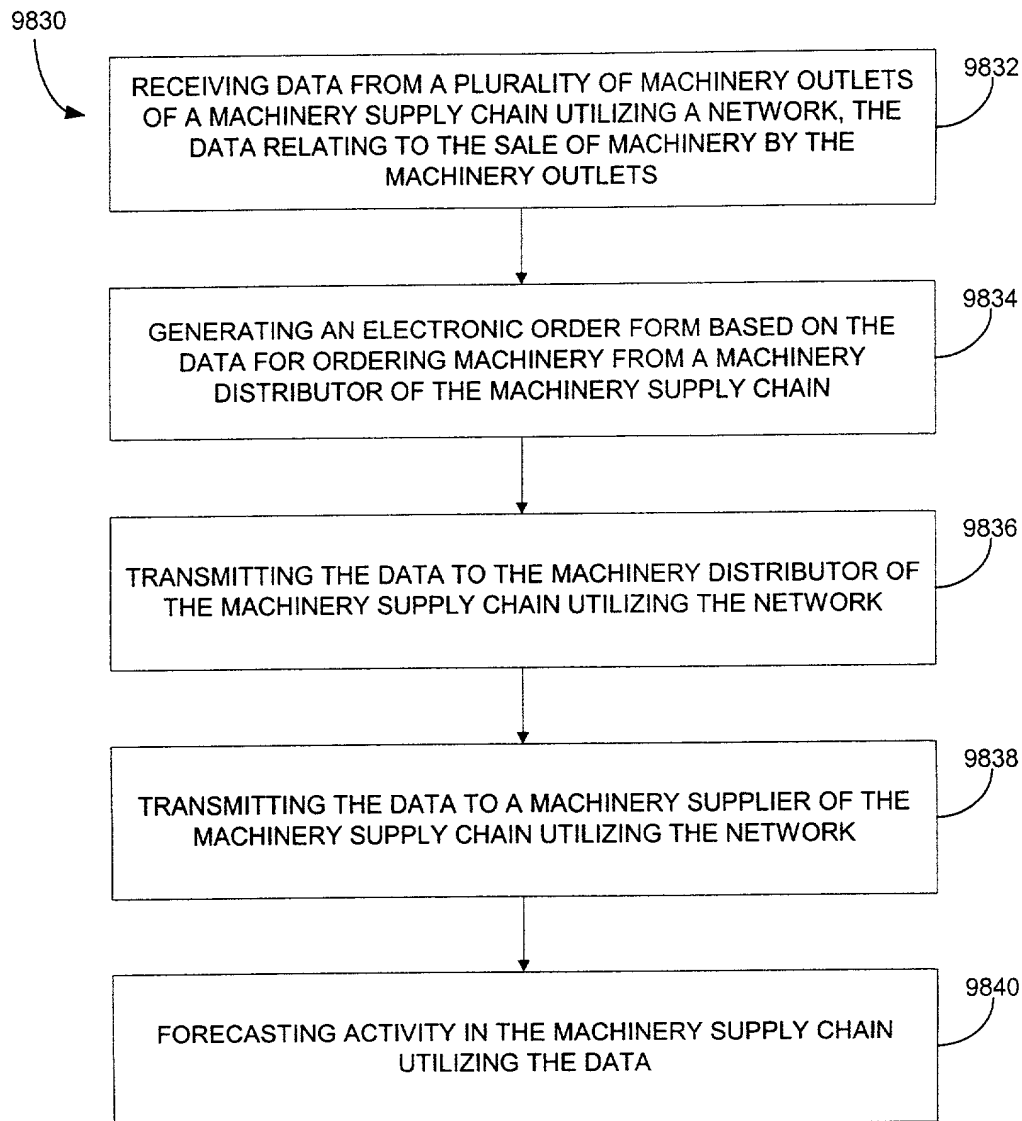 9830
9832
RECEIVING DATA FROM A PLURALITY OF MACHINERY OUTLETS
OF A MACHINERY SUPPLY CHAIN UTILIZING A NETWORK, THE
DATA RELATING TO THE SALE OF MACHINERY BY THE
MACHINERY OUTLETS
9834
GENERATING AN ELECTRONIC ORDER FORM BASED ON THE
DATA FOR ORDERING MACHINERY FROM A MACHINERY
DISTRIBUTOR OF THE MACHINERY SUPPLY CHAIN
9836
TRANSMITTING THE DATA TO THE MACHINERY DISTRIBUTOR OF
THE MACHINERY SUPPLY CHAIN UTILIZING THE NETWORK
9838
TRANSMITTING THE DATA TO A MACHINERY SUPPLIER OF THE
MACHINERY SUPPLY CHAIN UTILIZING THE NETWORK
9840
FORECASTING ACTIVITY IN THE MACHINERY SUPPLY CHAIN
UTILIZING THE DATA